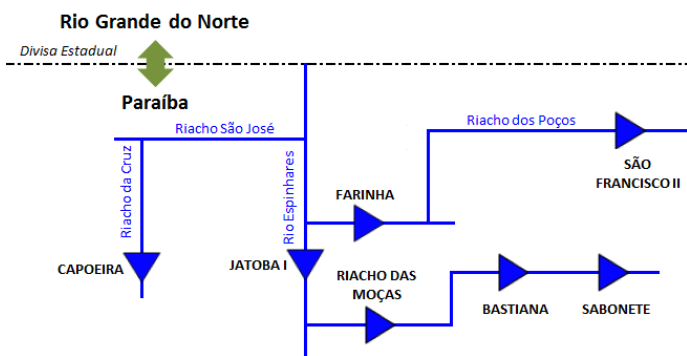 Rio Grande do Norte
Divisa Estadual
Paraíba
Riacho São José
Riacho dos Poços
Riacho da Cruz
Rio Espinhares
SÃO
FRANCISCO II
FARINHA
CAPOEIRA
JATOBA I
RIACHO DAS
MOÇAS
BASTIANA
SABONETE